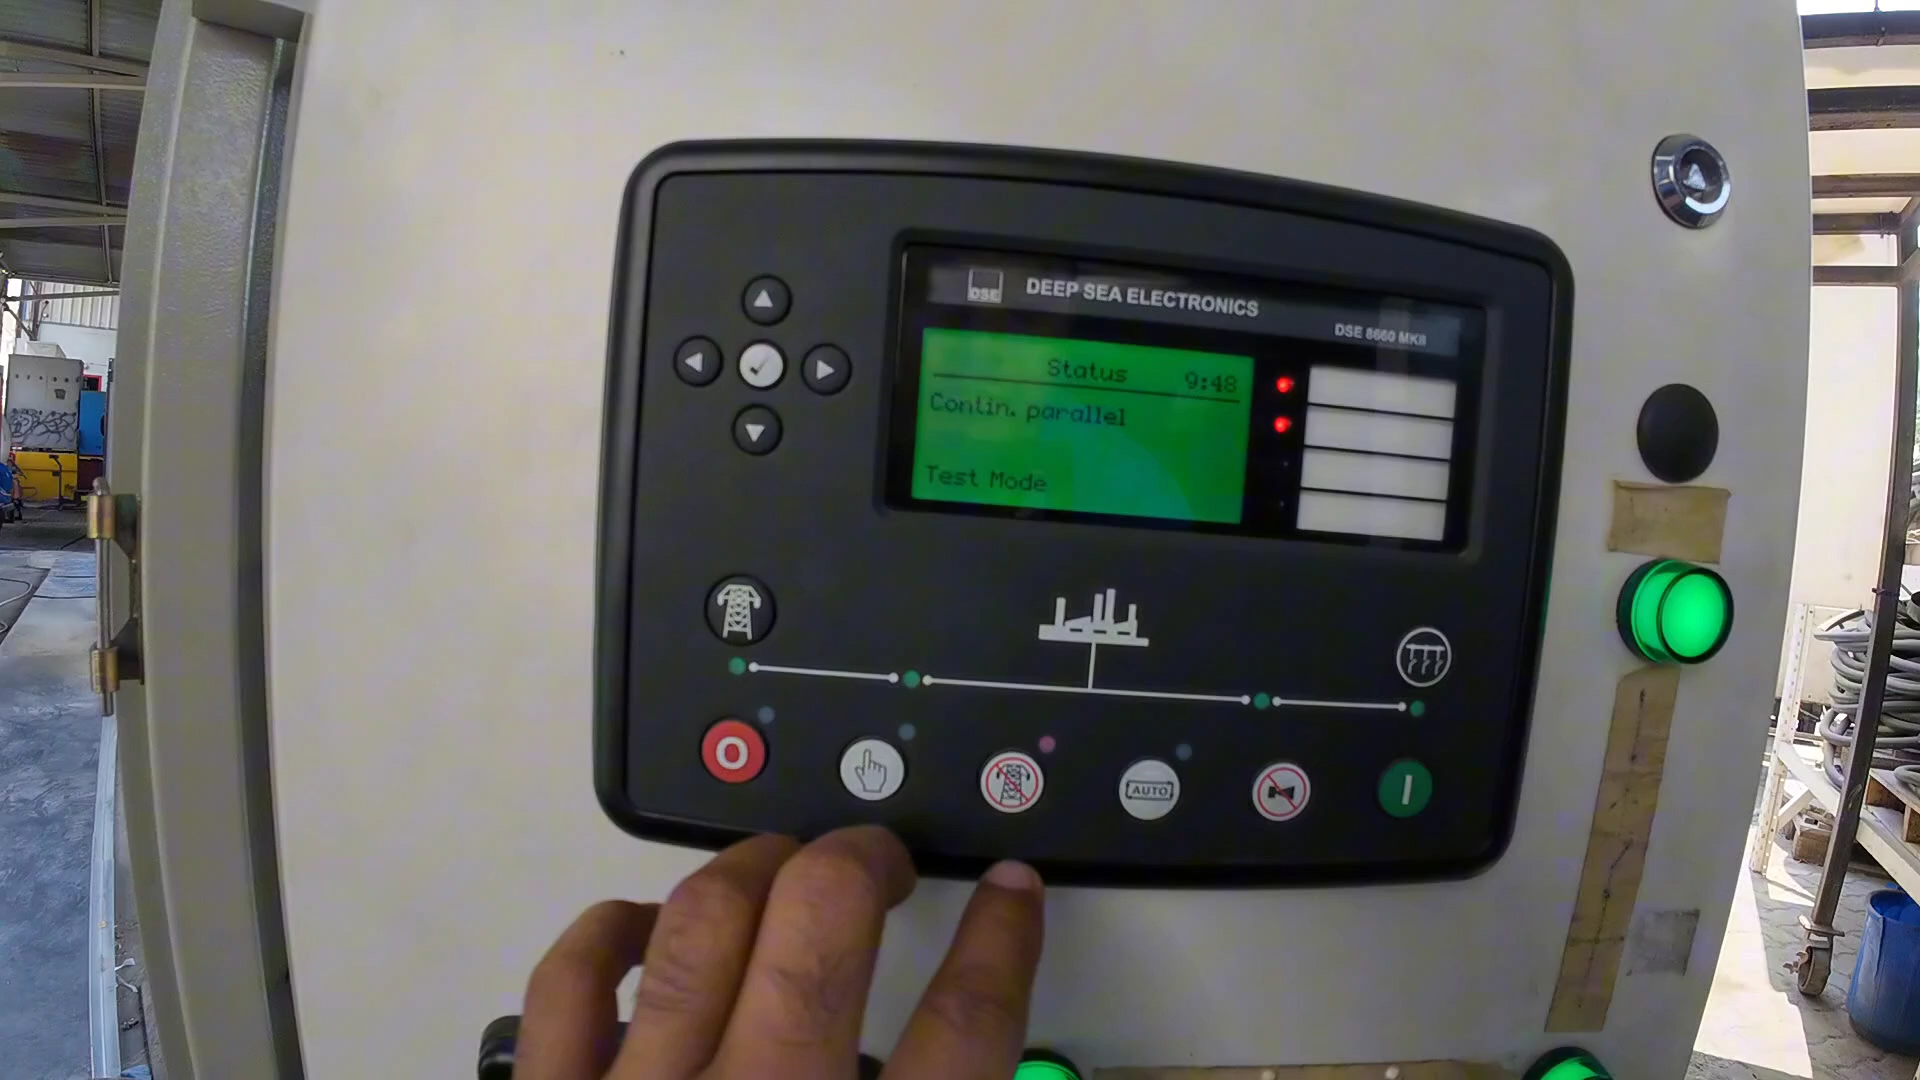 DSE DEEP SEA ELECTRONICS
DSE 8660 MKII
Status 9:48
Contin. parallel
Test Mode
AUTO